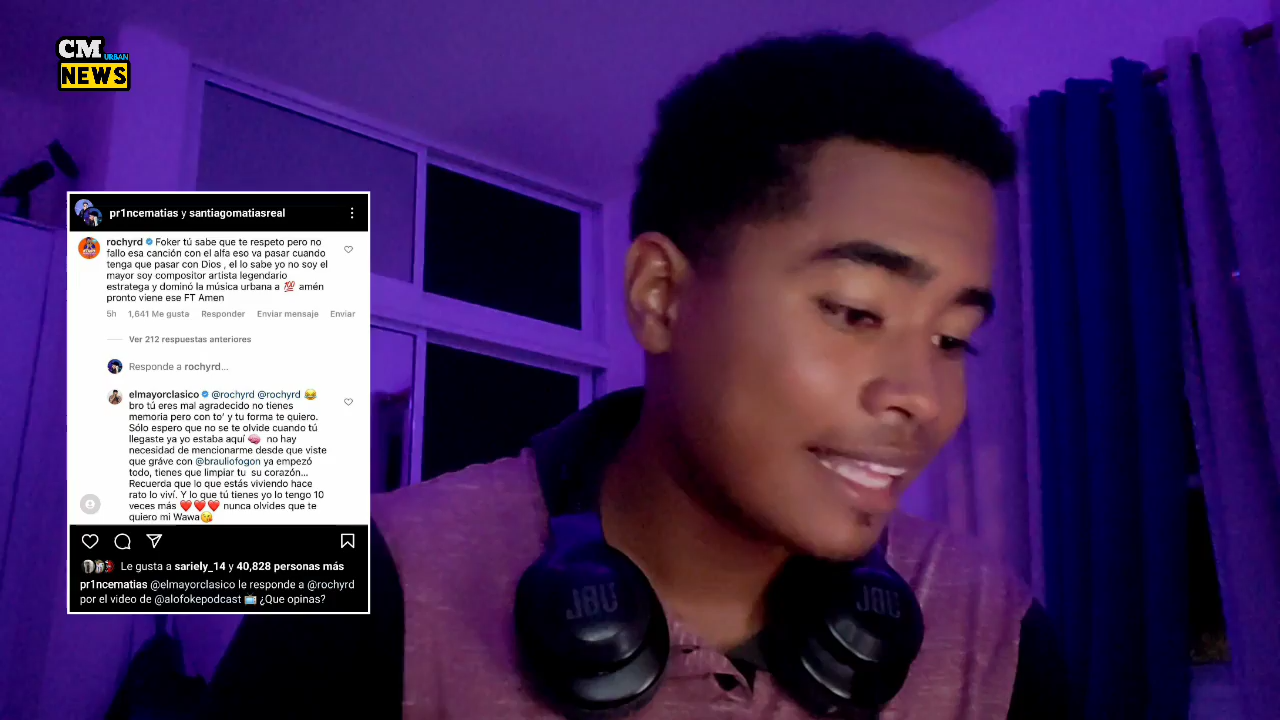 CM
URBAN
NEWS
pr1ncematias y santiagomatiasreal
rochyrd Foker tú sabe que te respeto pero no
fallo esa canción con el alfa eso va pasar cuando
tenga que pasar con Dios , el lo sabe yo no soy el
mayor soy compositor artista legendario
estratega y dominó la música urbana a 💯 amén
pronto viene ese FT Amen
5h 1,641 Me gusta Responder Enviar mensaje Enviar
Ver 212 respuestas anteriores
Responde a rochyrd...
elmayorclasico @rochyrd @rochyrd 😂
bro tú eres mal agradecido no tienes
memoria pero con to' y tu forma te quiero.
Sólo espero que no se te olvide cuando tú
llegaste ya yo estaba aquí 🧠 no hay
necesidad de mencionarme desde que viste
que gráve con @brauliofogon ya empezó
todo, tienes que limpiar tu su corazón...
Recuerda que lo que estás viviendo hace
rato lo viví. Y lo que tú tienes yo lo tengo 10
veces más ❤️❤️❤️ nunca olvides que te
quiero mi Wawa😘
Le gusta a sariely_14 y 40,828 personas más
pr1ncematias @elmayorclasico le responde a @rochyrd
por el video de @alofokepodcast 📺 ¿Que opinas?
JBL
JBL